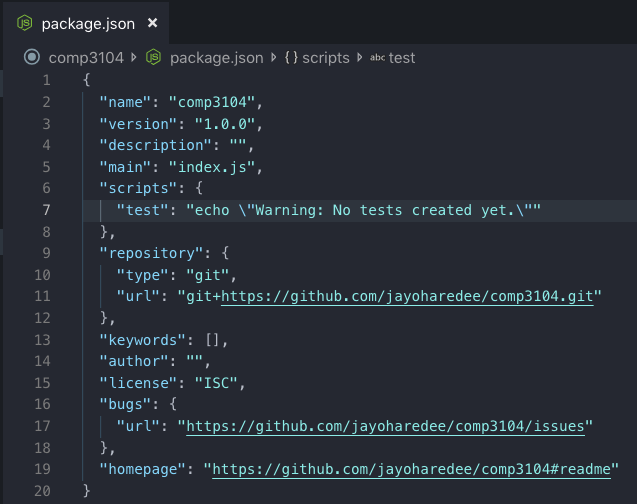 package.json ×
comp3104 > package.json > { } scripts > abc test
1 {
2   "name": "comp3104",
3   "version": "1.0.0",
4   "description": "",
5   "main": "index.js",
6   "scripts": {
7     "test": "echo \"Warning: No tests created yet.\""
8   },
9   "repository": {
10     "type": "git",
11     "url": "git+https://github.com/jayoharedee/comp3104.git"
12   },
13   "keywords": [],
14   "author": "",
15   "license": "ISC",
16   "bugs": {
17     "url": "https://github.com/jayoharedee/comp3104/issues"
18   },
19   "homepage": "https://github.com/jayoharedee/comp3104#readme"
20 }